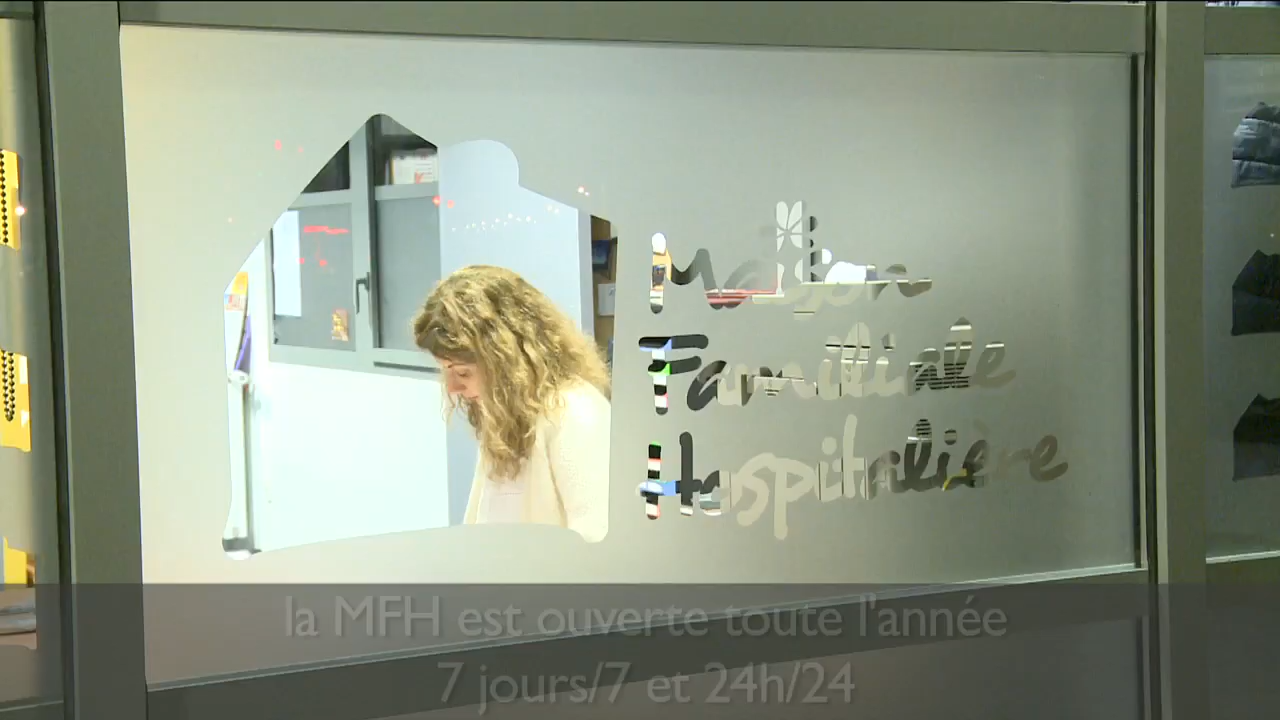 Maison
Familiale
Hospitalière
la MFH est ouverte toute l'année
7 jours/7 et 24h/24